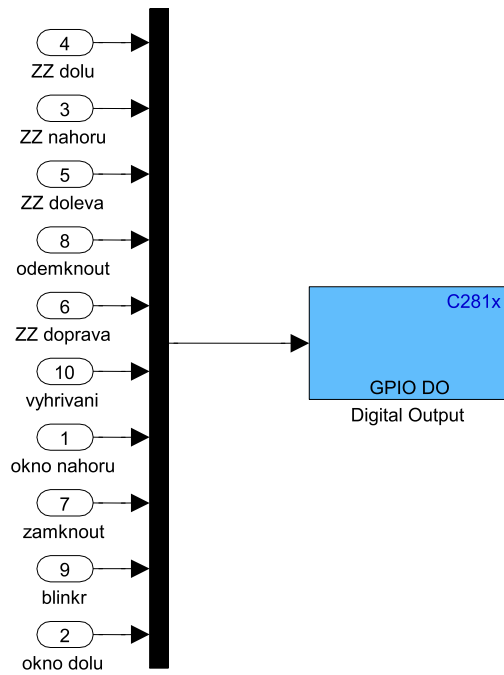 4
ZZ dolu
3
ZZ nahoru
5
ZZ doleva
8
odemknout
6
ZZ doprava
10
vyhrivani
1
okno nahoru
7
zamknout
9
blinkr
2
okno dolu
C281x
GPIO DO
Digital Output